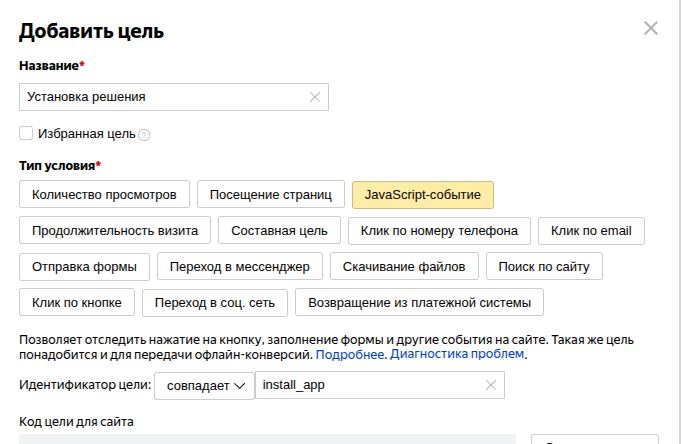 Добавить цель
Название*
Установка решения
Избранная цель ?
Тип условия*
Количество просмотров Посещение страниц JavaScript-событие
Продолжительность визита Составная цель Клик по номеру телефона Клик по email
Отправка формы Переход в мессенджер Скачивание файлов Поиск по сайту
Клик по кнопке Переход в соц. сеть Возвращение из платежной системы
Позволяет отследить нажатие на кнопку, заполнение формы и другие события на сайте. Такая же цель
понадобится и для передачи офлайн-конверсий. Подробнее. Диагностика проблем.
Идентификатор цели: совпадает install_app
Код цели для сайта